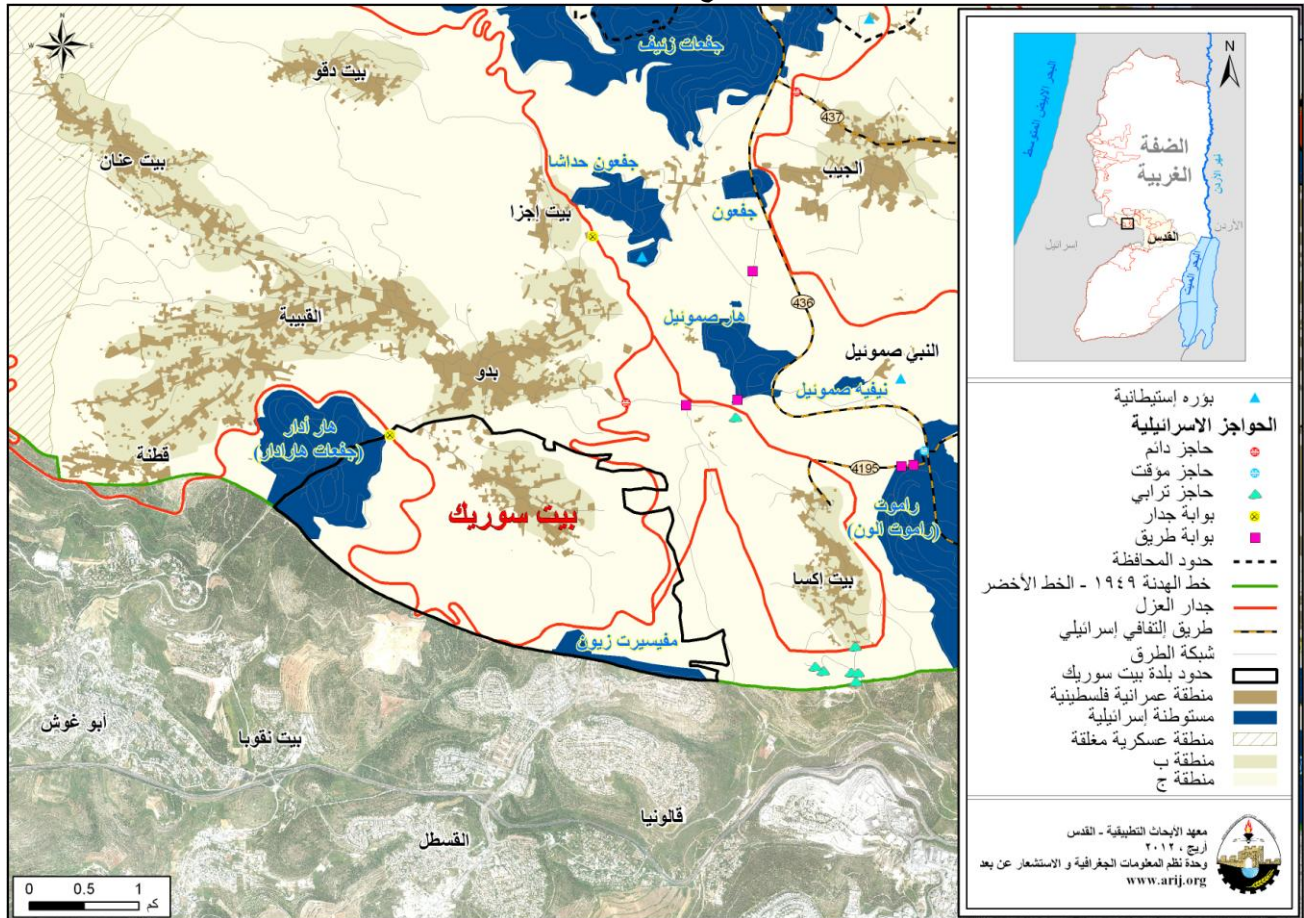 جفعات زئيف
بيت دقو
437
بيت عنان
جفعون حداشا
الجيب
بيت إجزا
جفعون
القبيبة
436
هار صموئيل
النبي صموئيل
بدو
نيفيه صموئيل
هار أدار
(جفعات هارادار)
قطنة
4195
بيت سوريك
راموت
(راموت الون)
بيت اكسا
مفيسيرت زيون
أبو غوش
بيت نقوبا
قالونيا
القسطل
0 0.5 1
كم
N
البحر الابيض المتوسط
الضفة
الغربية
نهر الأردن
القدس
الأردن
اسرائيل
البحر الميت
بؤره إستيطانية
الحواجز الاسرائيلية
حاجز دائم
حاجز مؤقت
حاجز ترابي
بوابة جدار
بوابة طريق
حدود المحافظة
خط الهدنة ١٩٤٩ - الخط الأخضر
جدار العزل
طريق إلتفافي إسرائيلي
شبكة الطرق
حدود بلدة بيت سوريك
منطقة عمرانية فلسطينية
مستوطنة إسرائيلية
منطقة عسكرية مغلقة
منطقة ب
منطقة ج
معهد الأبحاث التطبيقية - القدس
أريج ، ٢٠١٢
وحدة نظم المعلومات الجغرافية و الاستشعار عن بعد
www.arij.org